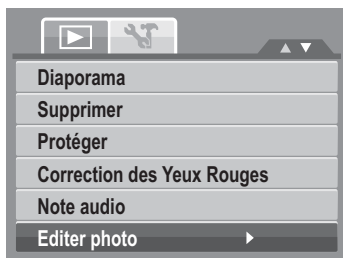 Diaporama
Supprimer
Protéger
Correction des Yeux Rouges
Note audio
Editer photo